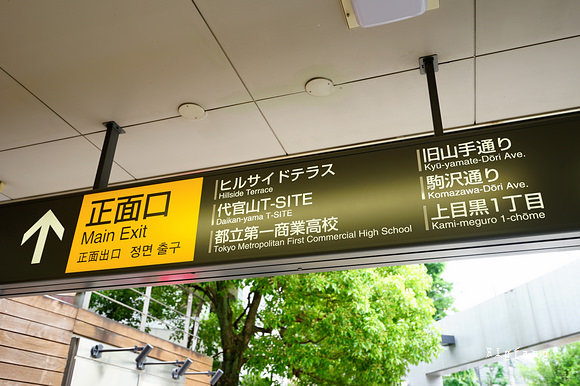 正面口
Main Exit
正面出口 정면 출구
ヒルサイドテラス
Hillside Terrace
代官山T-SITE
Daikan-yama T-SITE
都立第一商業高校
Tokyo Metropolitan First Commercial High School
旧山手通り
Kyū-yamate-Dōri Ave.
駒沢通り
Komazawa-Dōri Ave.
上目黒1丁目
Kami-meguro 1-chōme